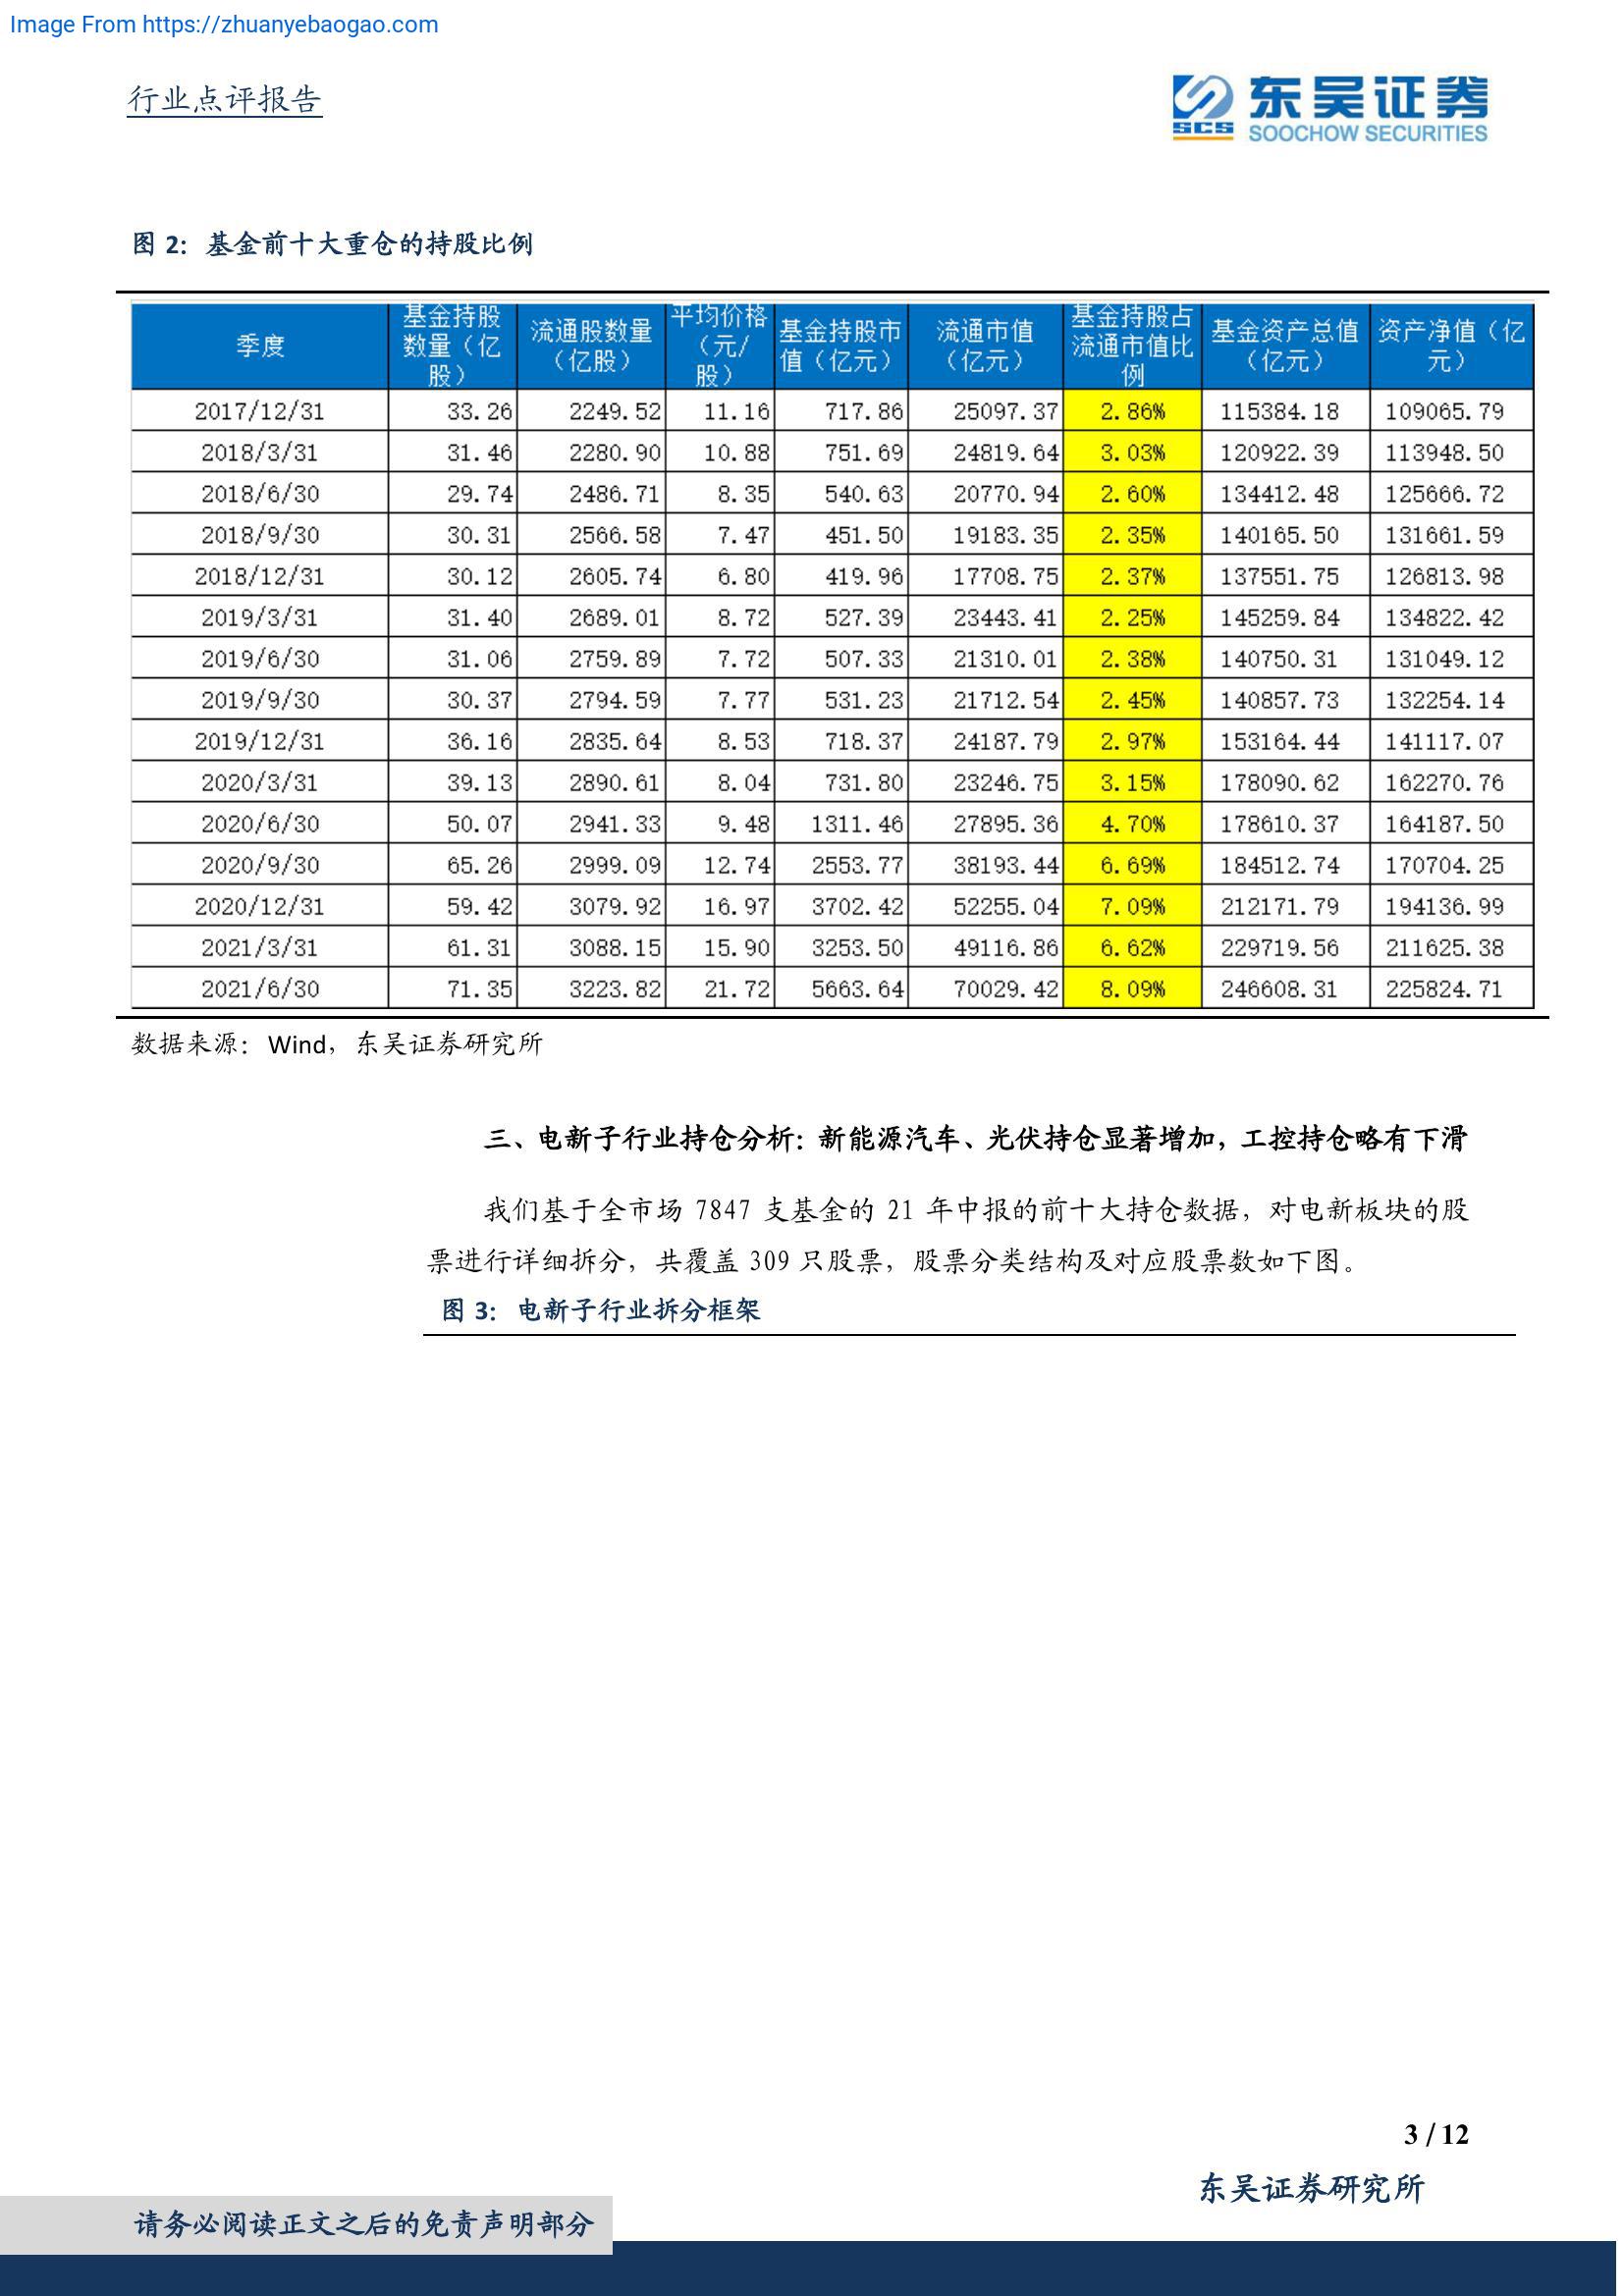 Image From https://zhuanyebaogao.com
行业点评报告
SCS
东吴证券
SOOCHOW SECURITIES
图 2：基金前十大重仓的持股比例
季度 基金持股数量（亿股） 流通股数量（亿股） 平均价格（元/股） 基金持股市值（亿元） 流通市值（亿元） 基金持股占流通市值比例 基金资产总值（亿元） 资产净值（亿元）
2017/12/31 33.26 2249.52 11.16 717.86 25097.37 2.86% 115384.18 109065.79
2018/3/31 31.46 2280.90 10.88 751.69 24819.64 3.03% 120922.39 113948.50
2018/6/30 29.74 2486.71 8.35 540.63 20770.94 2.60% 134412.48 125666.72
2018/9/30 30.31 2566.58 7.47 451.50 19183.35 2.35% 140165.50 131661.59
2018/12/31 30.12 2605.74 6.80 419.96 17708.75 2.37% 137551.75 126813.98
2019/3/31 31.40 2689.01 8.72 527.39 23443.41 2.25% 145259.84 134822.42
2019/6/30 31.06 2759.89 7.72 507.33 21310.01 2.38% 140750.31 131049.12
2019/9/30 30.37 2794.59 7.77 531.23 21712.54 2.45% 140857.73 132254.14
2019/12/31 36.16 2835.64 8.53 718.37 24187.79 2.97% 153164.44 141117.07
2020/3/31 39.13 2890.61 8.04 731.80 23246.75 3.15% 178090.62 162270.76
2020/6/30 50.07 2941.33 9.48 1311.46 27895.36 4.70% 178610.37 164187.50
2020/9/30 65.26 2999.09 12.74 2553.77 38193.44 6.69% 184512.74 170704.25
2020/12/31 59.42 3079.92 16.97 3702.42 52255.04 7.09% 212171.79 194136.99
2021/3/31 61.31 3088.15 15.90 3253.50 49116.86 6.62% 229719.56 211625.38
2021/6/30 71.35 3223.82 21.72 5663.64 70029.42 8.09% 246608.31 225824.71
数据来源：Wind，东吴证券研究所
三、电新子行业持仓分析：新能源汽车、光伏持仓显著增加，工控持仓略有下滑
我们基于全市场 7847 支基金的 21 年中报的前十大持仓数据，对电新板块的股
票进行详细拆分，共覆盖 309 只股票，股票分类结构及对应股票数如下图。
图 3：电新子行业拆分框架
3 / 12
东吴证券研究所
请务必阅读正文之后的免责声明部分